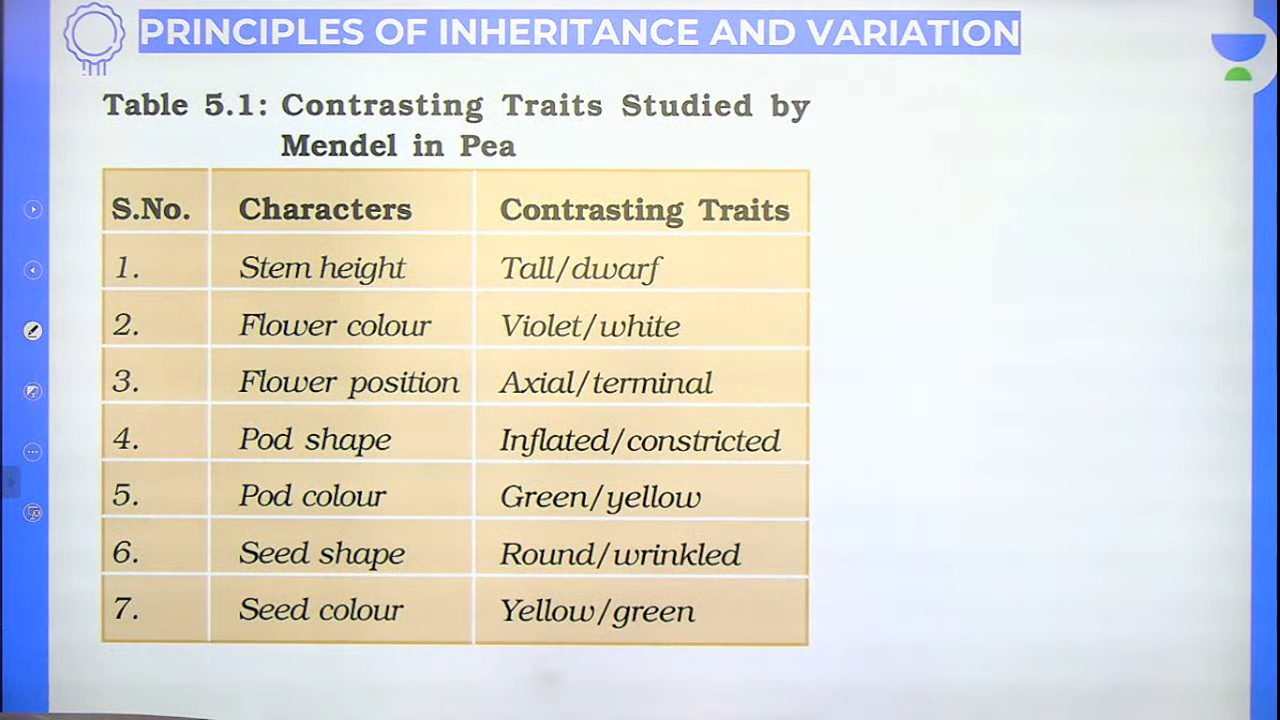 PRINCIPLES OF INHERITANCE AND VARIATION
Table 5.1: Contrasting Traits Studied by
Mendel in Pea
S.No. Characters Contrasting Traits
1. Stem height Tall/dwarf
2. Flower colour Violet/white
3. Flower position Axial/terminal
4. Pod shape Inflated/constricted
5. Pod colour Green/yellow
6. Seed shape Round/wrinkled
7. Seed colour Yellow/green